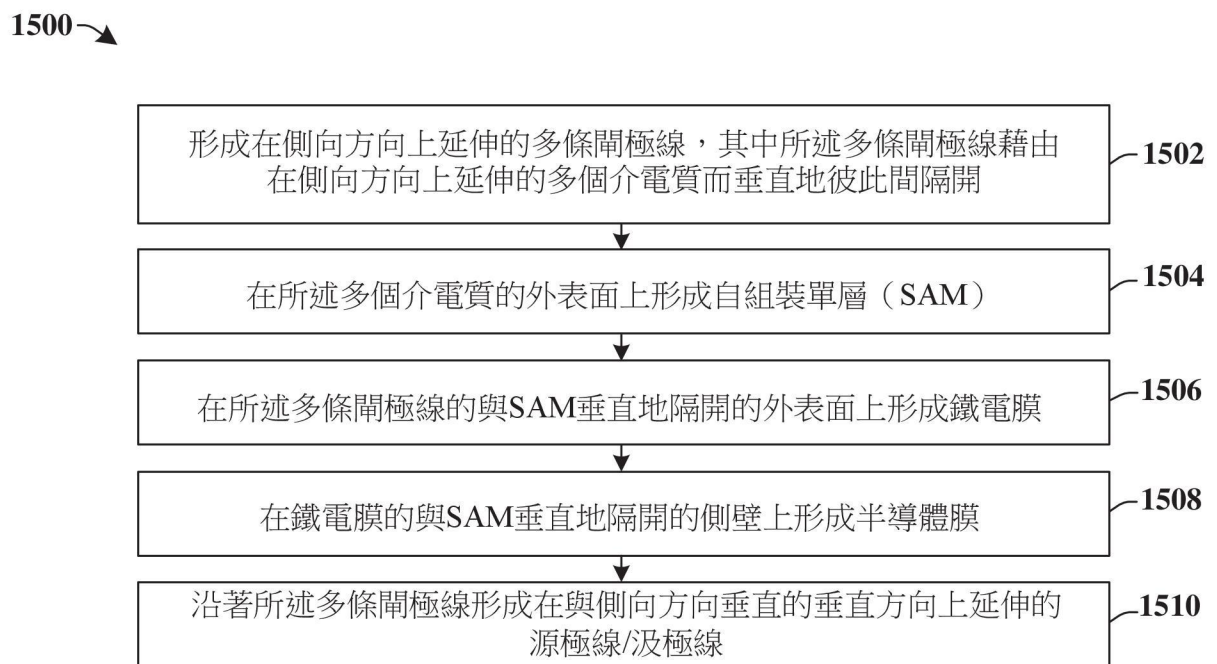 1500
形成在側向方向上延伸的多條閘極線，其中所述多條閘極線藉由
在側向方向上延伸的多個介電質而垂直地彼此間隔開
1502
在所述多個介電質的外表面上形成自組裝單層（SAM）
1504
在所述多條閘極線的與SAM垂直地隔開的外表面上形成鐵電膜
1506
在鐵電膜的與SAM垂直地隔開的側壁上形成半導體膜
1508
沿著所述多條閘極線形成在與側向方向垂直的垂直方向上延伸的
源極線/汲極線
1510